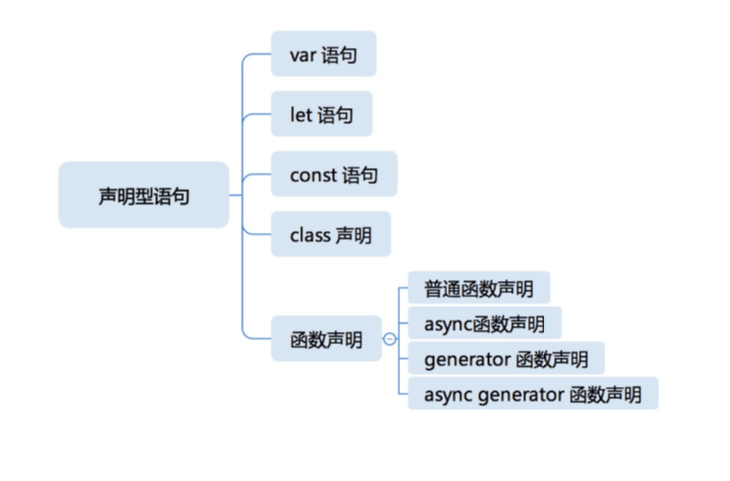 var 语句
let 语句
const 语句
声明型语句
class 声明
函数声明
普通函数声明
async函数声明
generator 函数声明
async generator 函数声明